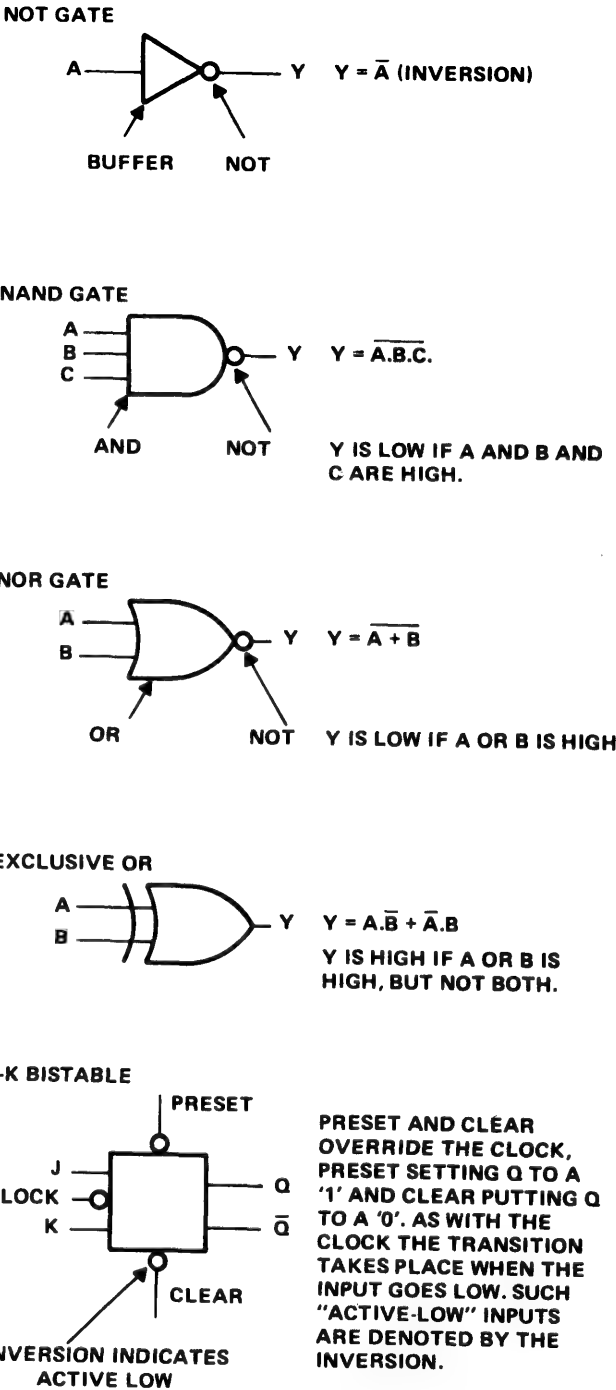 NOT GATE
A Y Y = A̅ (INVERSION)
BUFFER NOT
NAND GATE
A
B Y Y = A̅.̅B̅.̅C̅.
C
AND NOT
Y IS LOW IF A AND B AND
C ARE HIGH.
NOR GATE
A
B Y Y = A̅ ̅+̅ ̅B̅
OR NOT Y IS LOW IF A OR B IS HIGH
EXCLUSIVE OR
A
B Y Y = A.B̅ + A̅.B
Y IS HIGH IF A OR B IS
HIGH, BUT NOT BOTH.
-K BISTABLE
PRESET
J
LOCK
K
Q
Q̅
CLEAR
NVERSION INDICATES
ACTIVE LOW
PRESET AND CLEAR
OVERRIDE THE CLOCK,
PRESET SETTING Q TO A
'1' AND CLEAR PUTTING Q
TO A '0'. AS WITH THE
CLOCK THE TRANSITION
TAKES PLACE WHEN THE
INPUT GOES LOW. SUCH
"ACTIVE-LOW" INPUTS
ARE DENOTED BY THE
INVERSION.